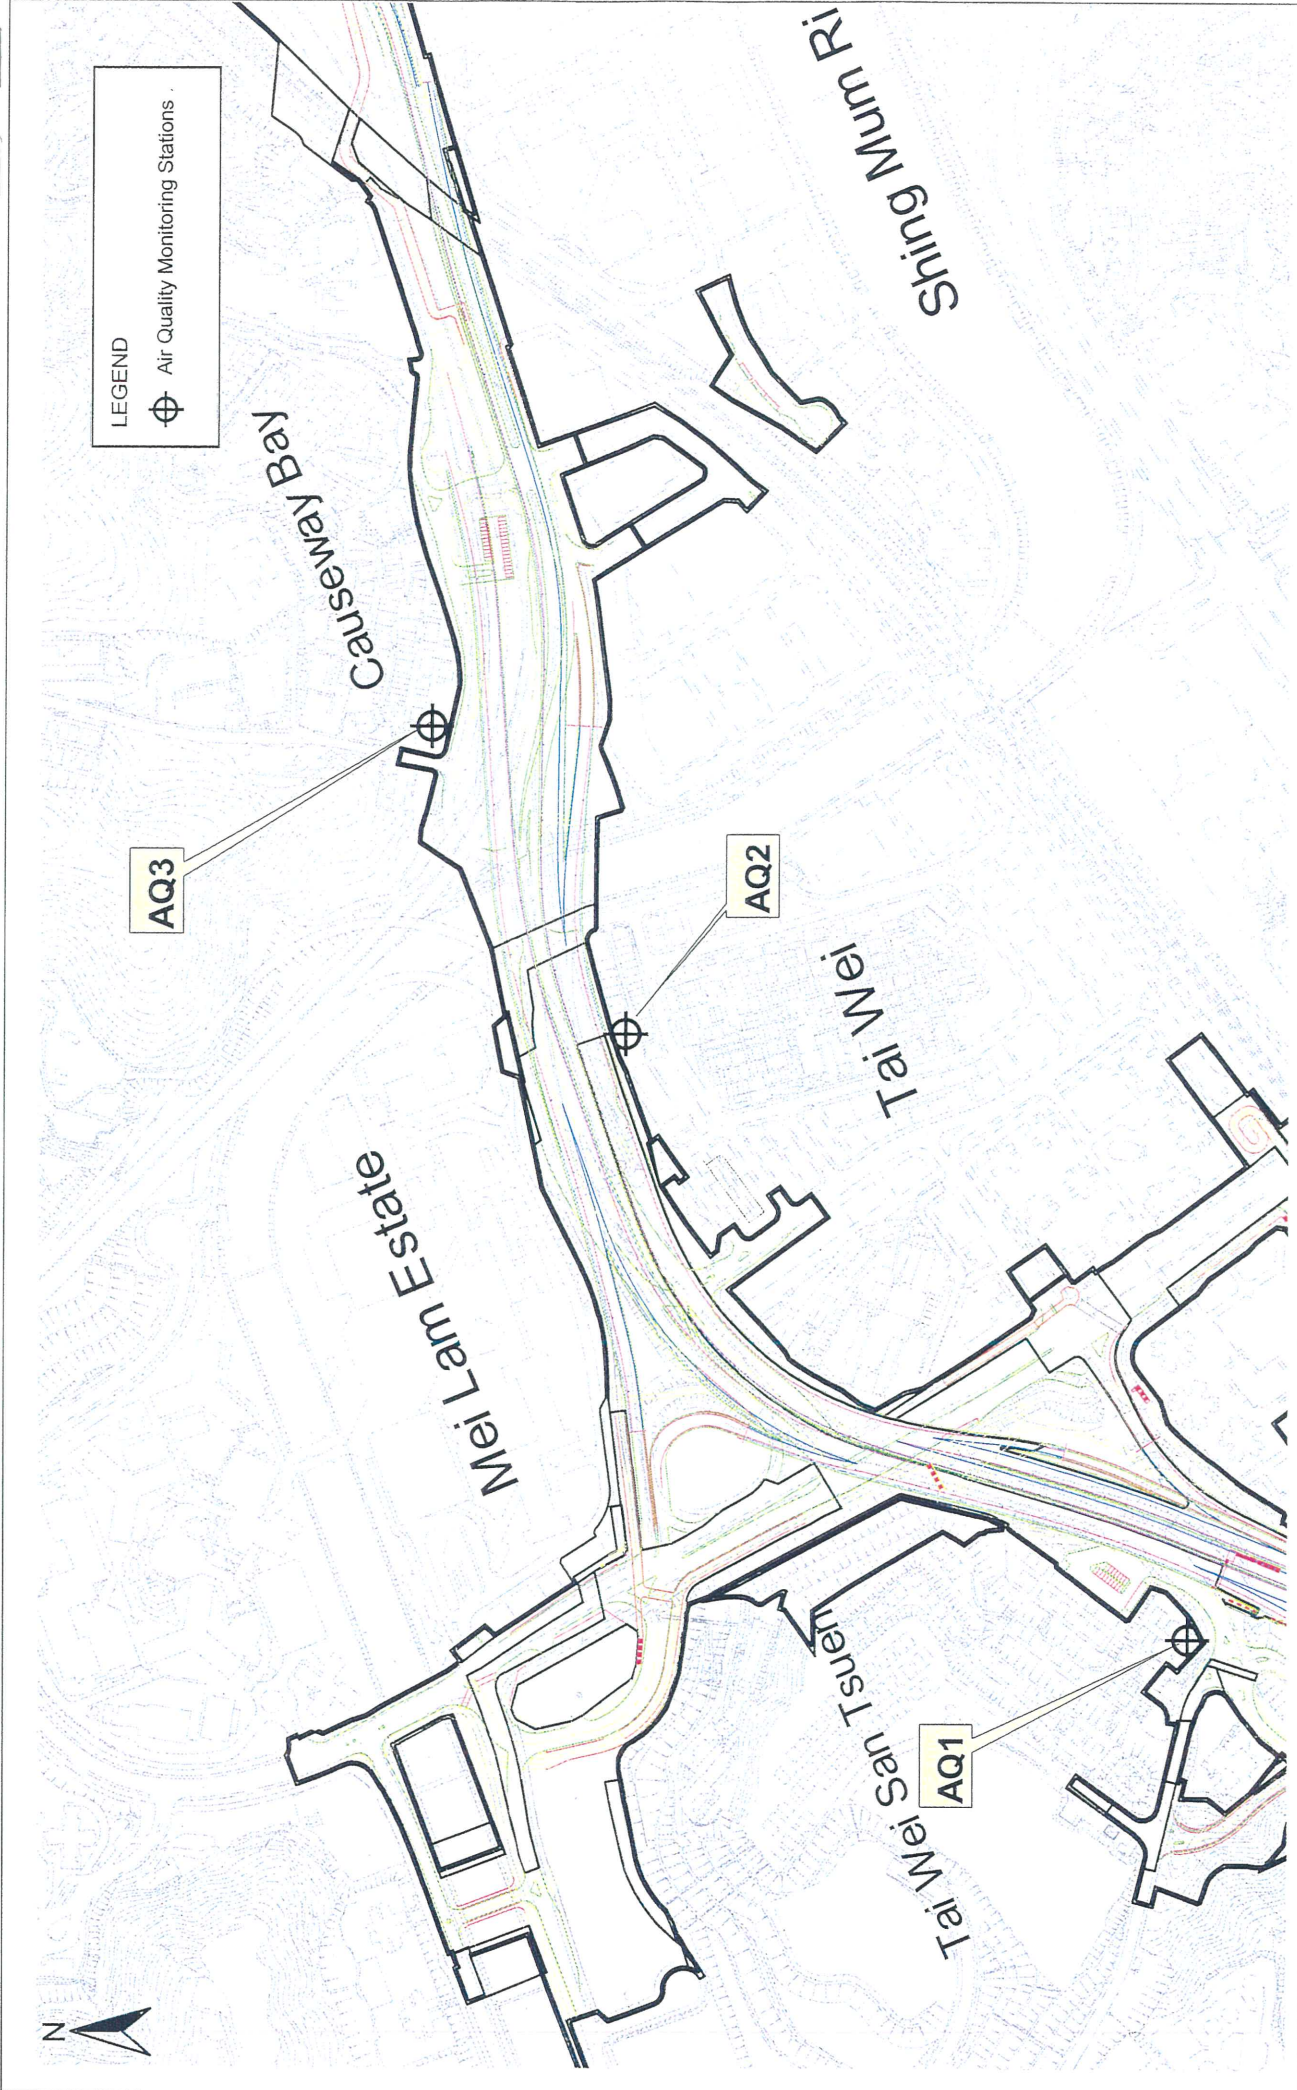 LEGEND
Air Quality Monitoring Stations .
N
AQ3
Causeway Bay
Mei Lam Estate
AQ2
Tai Wei
Shing Mum Ri
Tai Wei San Tsuen
AQ1